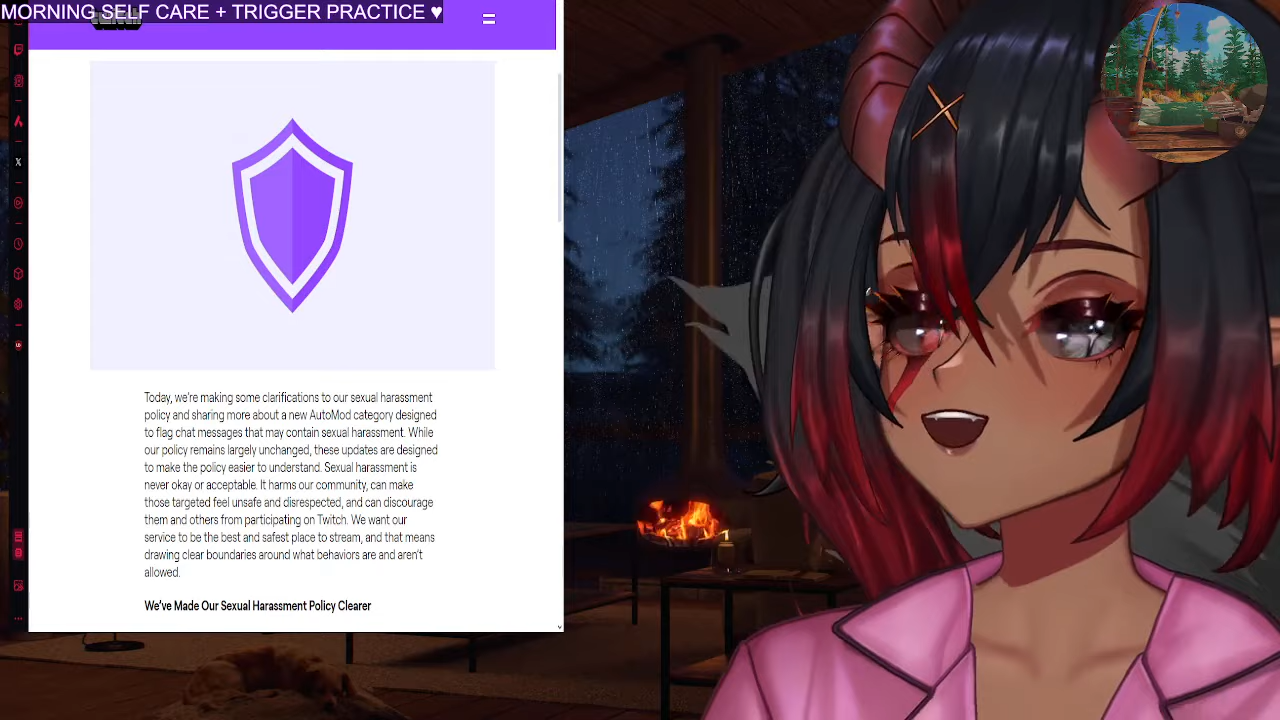 MORNING SELF CARE + TRIGGER PRACTICE ♥
Today, we're making some clarifications to our sexual harassment
policy and sharing more about a new AutoMod category designed
to flag chat messages that may contain sexual harassment. While
our policy remains largely unchanged, these updates are designed
to make the policy easier to understand. Sexual harassment is
never okay or acceptable. It harms our community, can make
those targeted feel unsafe and disrespected, and can discourage
them and others from participating on Twitch. We want our
service to be the best and safest place to stream, and that means
drawing clear boundaries around what behaviors are and aren't
allowed.
We've Made Our Sexual Harassment Policy Clearer